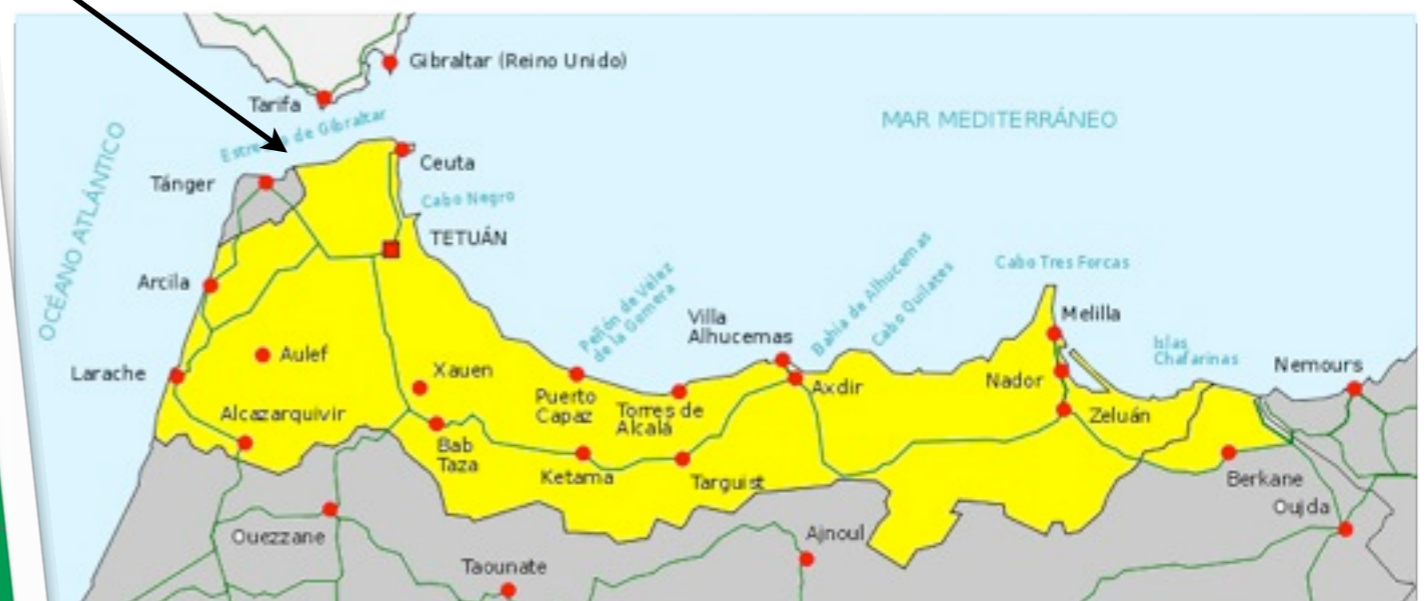 Gibraltar (Reino Unido)
Tarifa
Estrecho de Gibraltar
MAR MEDITERRÁNEO
OCÉANO ATLÁNTICO
Ceuta
Tánger
Cabo Negro
TETUÁN
Arcila
Peñón de Vélez
de la Gomera
Villa
Alhucemas
Bahía de Alhucemas
Cabo Quilates
Cabo Tres Forcas
Melilla
Islas
Chafarinas
Nemours
Aulef
Larache
Xauen
Puerto
Capaz
Torres de
Alcalá
Axdir
Nador
Zeluán
Alcazarquivir
Bab
Taza
Ketama
Targuist
Berkane
Oujda
Ouezzane
Ajnoul
Taounate